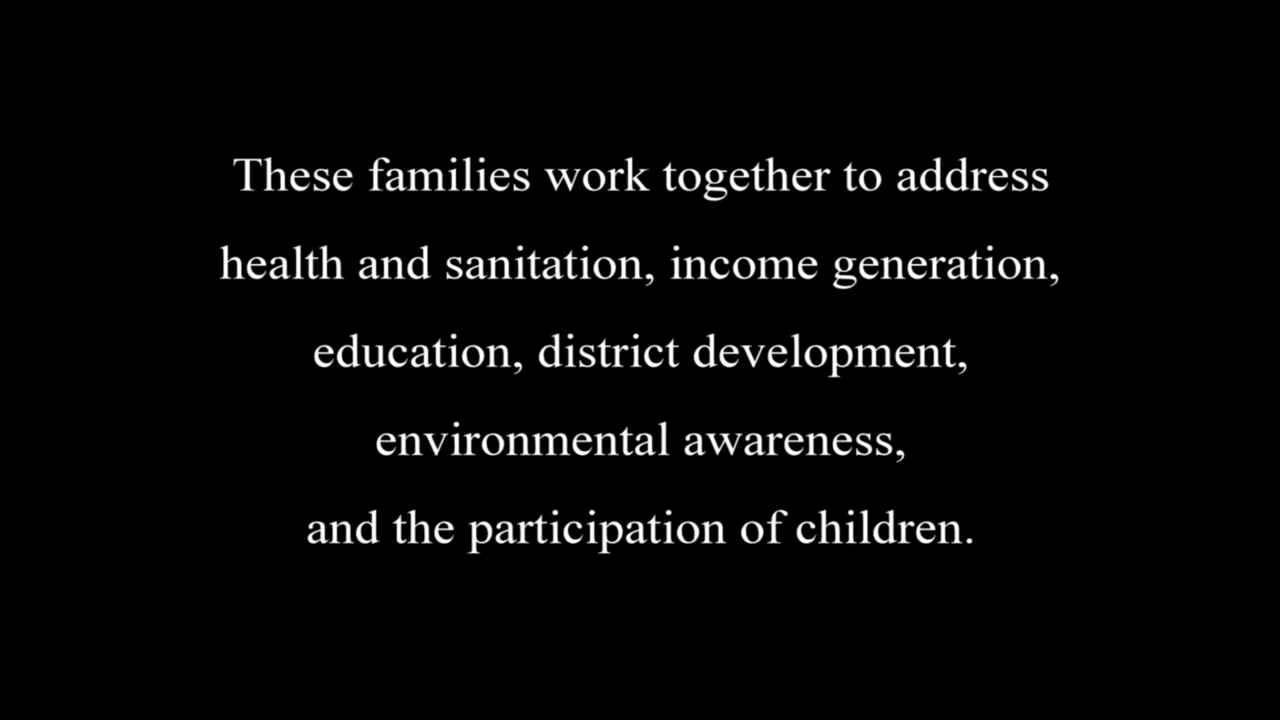 These families work together to address
health and sanitation, income generation,
education, district development,
environmental awareness,
and the participation of children.